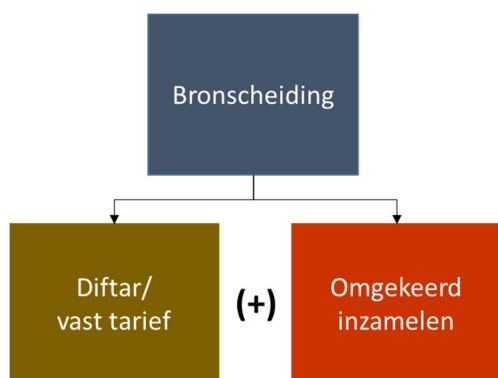 Bronscheiding
Diftar/
vast tarief
(+)
Omgekeerd
inzamelen